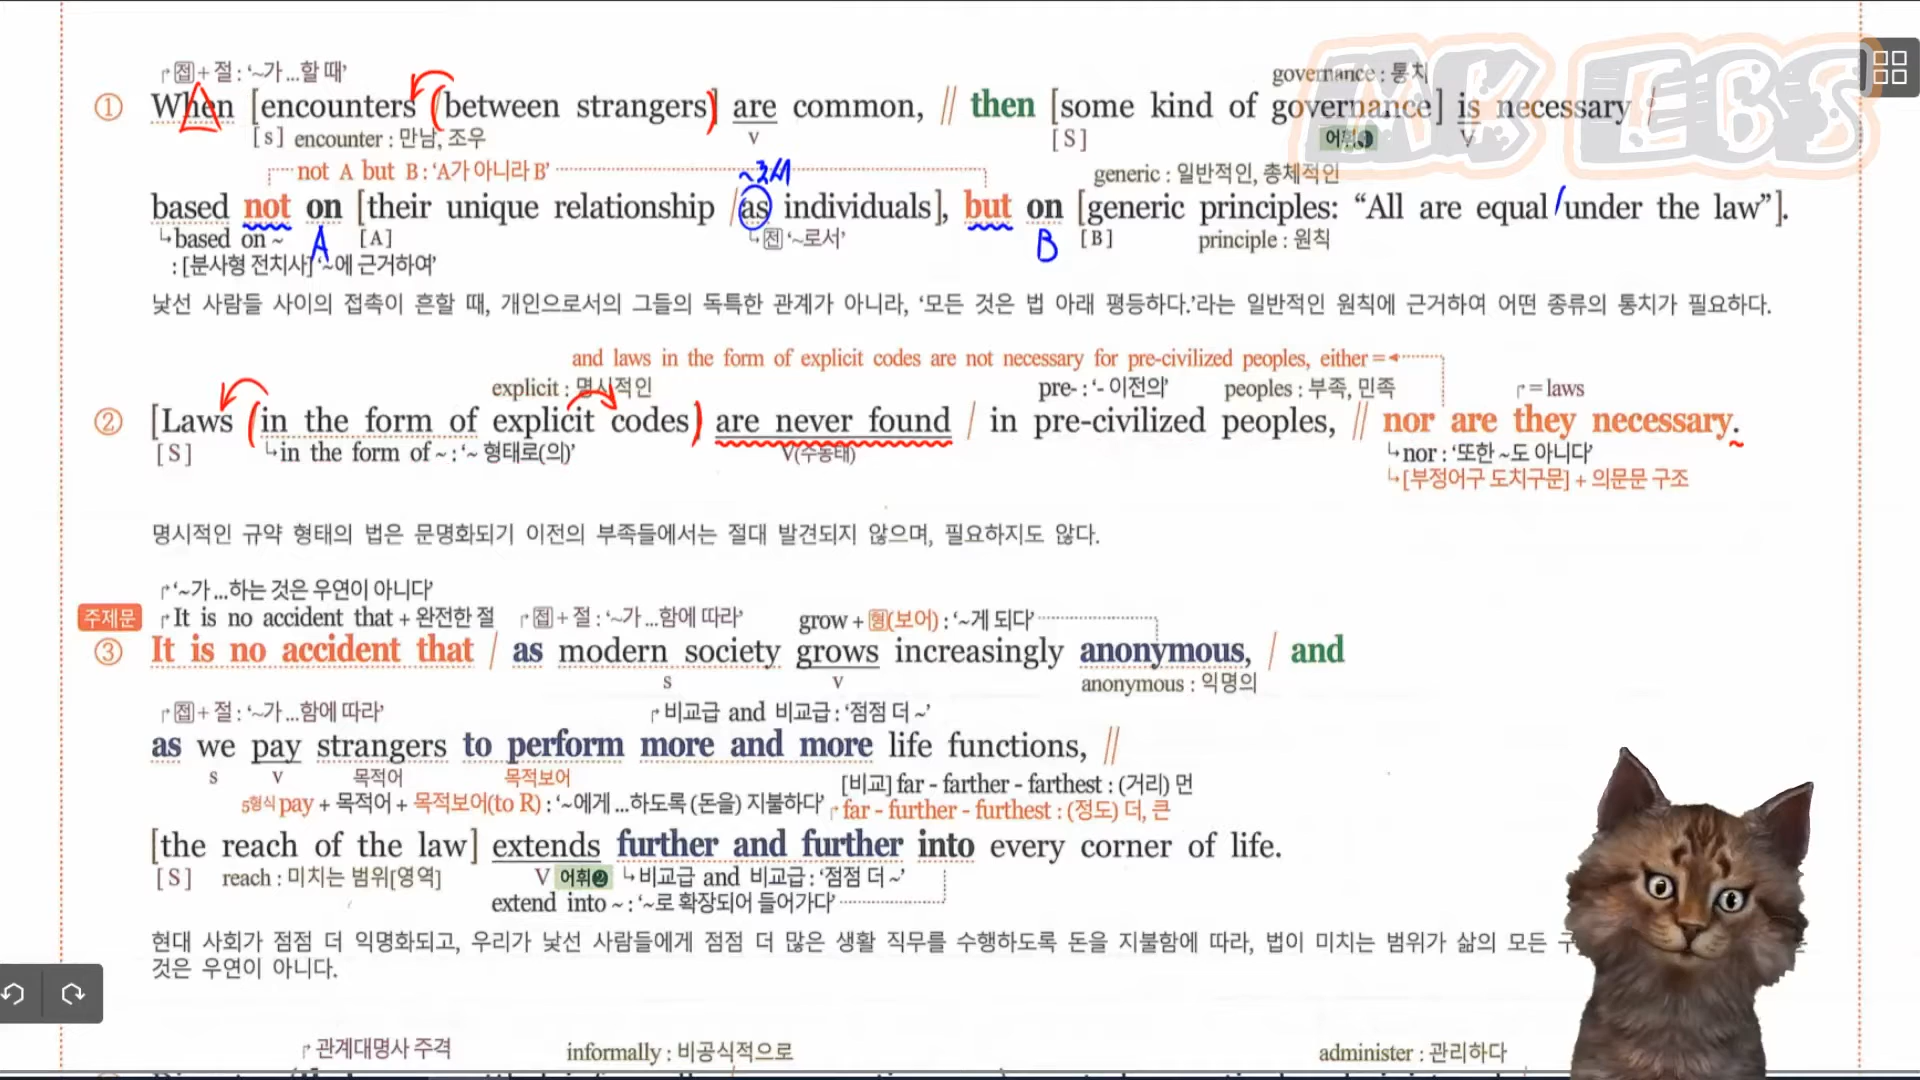 MK EBS
┌접+절 : ‘~가 ...할 때’
governance : 통치
① When [encounters (between strangers)] are common, // then [some kind of governance] is necessary /
[s] encounter : 만남, 조우 V [S] 어휘❶ V
not A but B : ‘A가 아니라 B’ ~로서 generic : 일반적인, 총체적인
based not on [their unique relationship / as individuals], but on [generic principles: “All are equal / under the law”].
└based on ~ A [A] └전 ‘~로서’ B [B] principle : 원칙
: [분사형 전치사] ‘~에 근거하여’
낯선 사람들 사이의 접촉이 흔할 때, 개인으로서의 그들의 독특한 관계가 아니라, ‘모든 것은 법 아래 평등하다.’라는 일반적인 원칙에 근거하여 어떤 종류의 통치가 필요하다.
and laws in the form of explicit codes are not necessary for pre-civilized peoples, either =
explicit : 명시적인 pre- : ‘- 이전의’ peoples : 부족, 민족 ┌= laws
② [Laws (in the form of explicit codes) are never found / in pre-civilized peoples, // nor are they necessary.
[S] └in the form of ~ : ‘~ 형태로(의)’ V(수동태) └nor : ‘또한 ~도 아니다’
└[부정어구 도치구문] + 의문문 구조
명시적인 규약 형태의 법은 문명화되기 이전의 부족들에서는 절대 발견되지 않으며, 필요하지도 않다.
┌‘~가 ...하는 것은 우연이 아니다’
주제문 ┌It is no accident that + 완전한 절 ┌접+절 : ‘~가 ...함에 따라’ grow + 형(보어) : ‘~게 되다’
③ It is no accident that / as modern society grows increasingly anonymous, / and
s v anonymous : 익명의
┌접+절 : ‘~가 ...함에 따라’ ┌비교급 and 비교급 : ‘점점 더 ~’
as we pay strangers to perform more and more life functions, //
s v 목적어 목적보어 [비교] far - farther - farthest : (거리) 먼
5형식 pay + 목적어 + 목적보어(to R) : ‘~에게 ...하도록 (돈을) 지불하다’ ┌far - further - furthest : (정도) 더, 큰
[the reach of the law] extends further and further into every corner of life.
[S] reach : 미치는 범위[영역] V 어휘❷ └비교급 and 비교급 : ‘점점 더 ~’
extend into ~ : ‘~로 확장되어 들어가다’
현대 사회가 점점 더 익명화되고, 우리가 낯선 사람들에게 점점 더 많은 생활 직무를 수행하도록 돈을 지불함에 따라, 법이 미치는 범위가 삶의 모든
것은 우연이 아니다.
┌관계대명사 주격 informally : 비공식적으로 administer : 관리하다